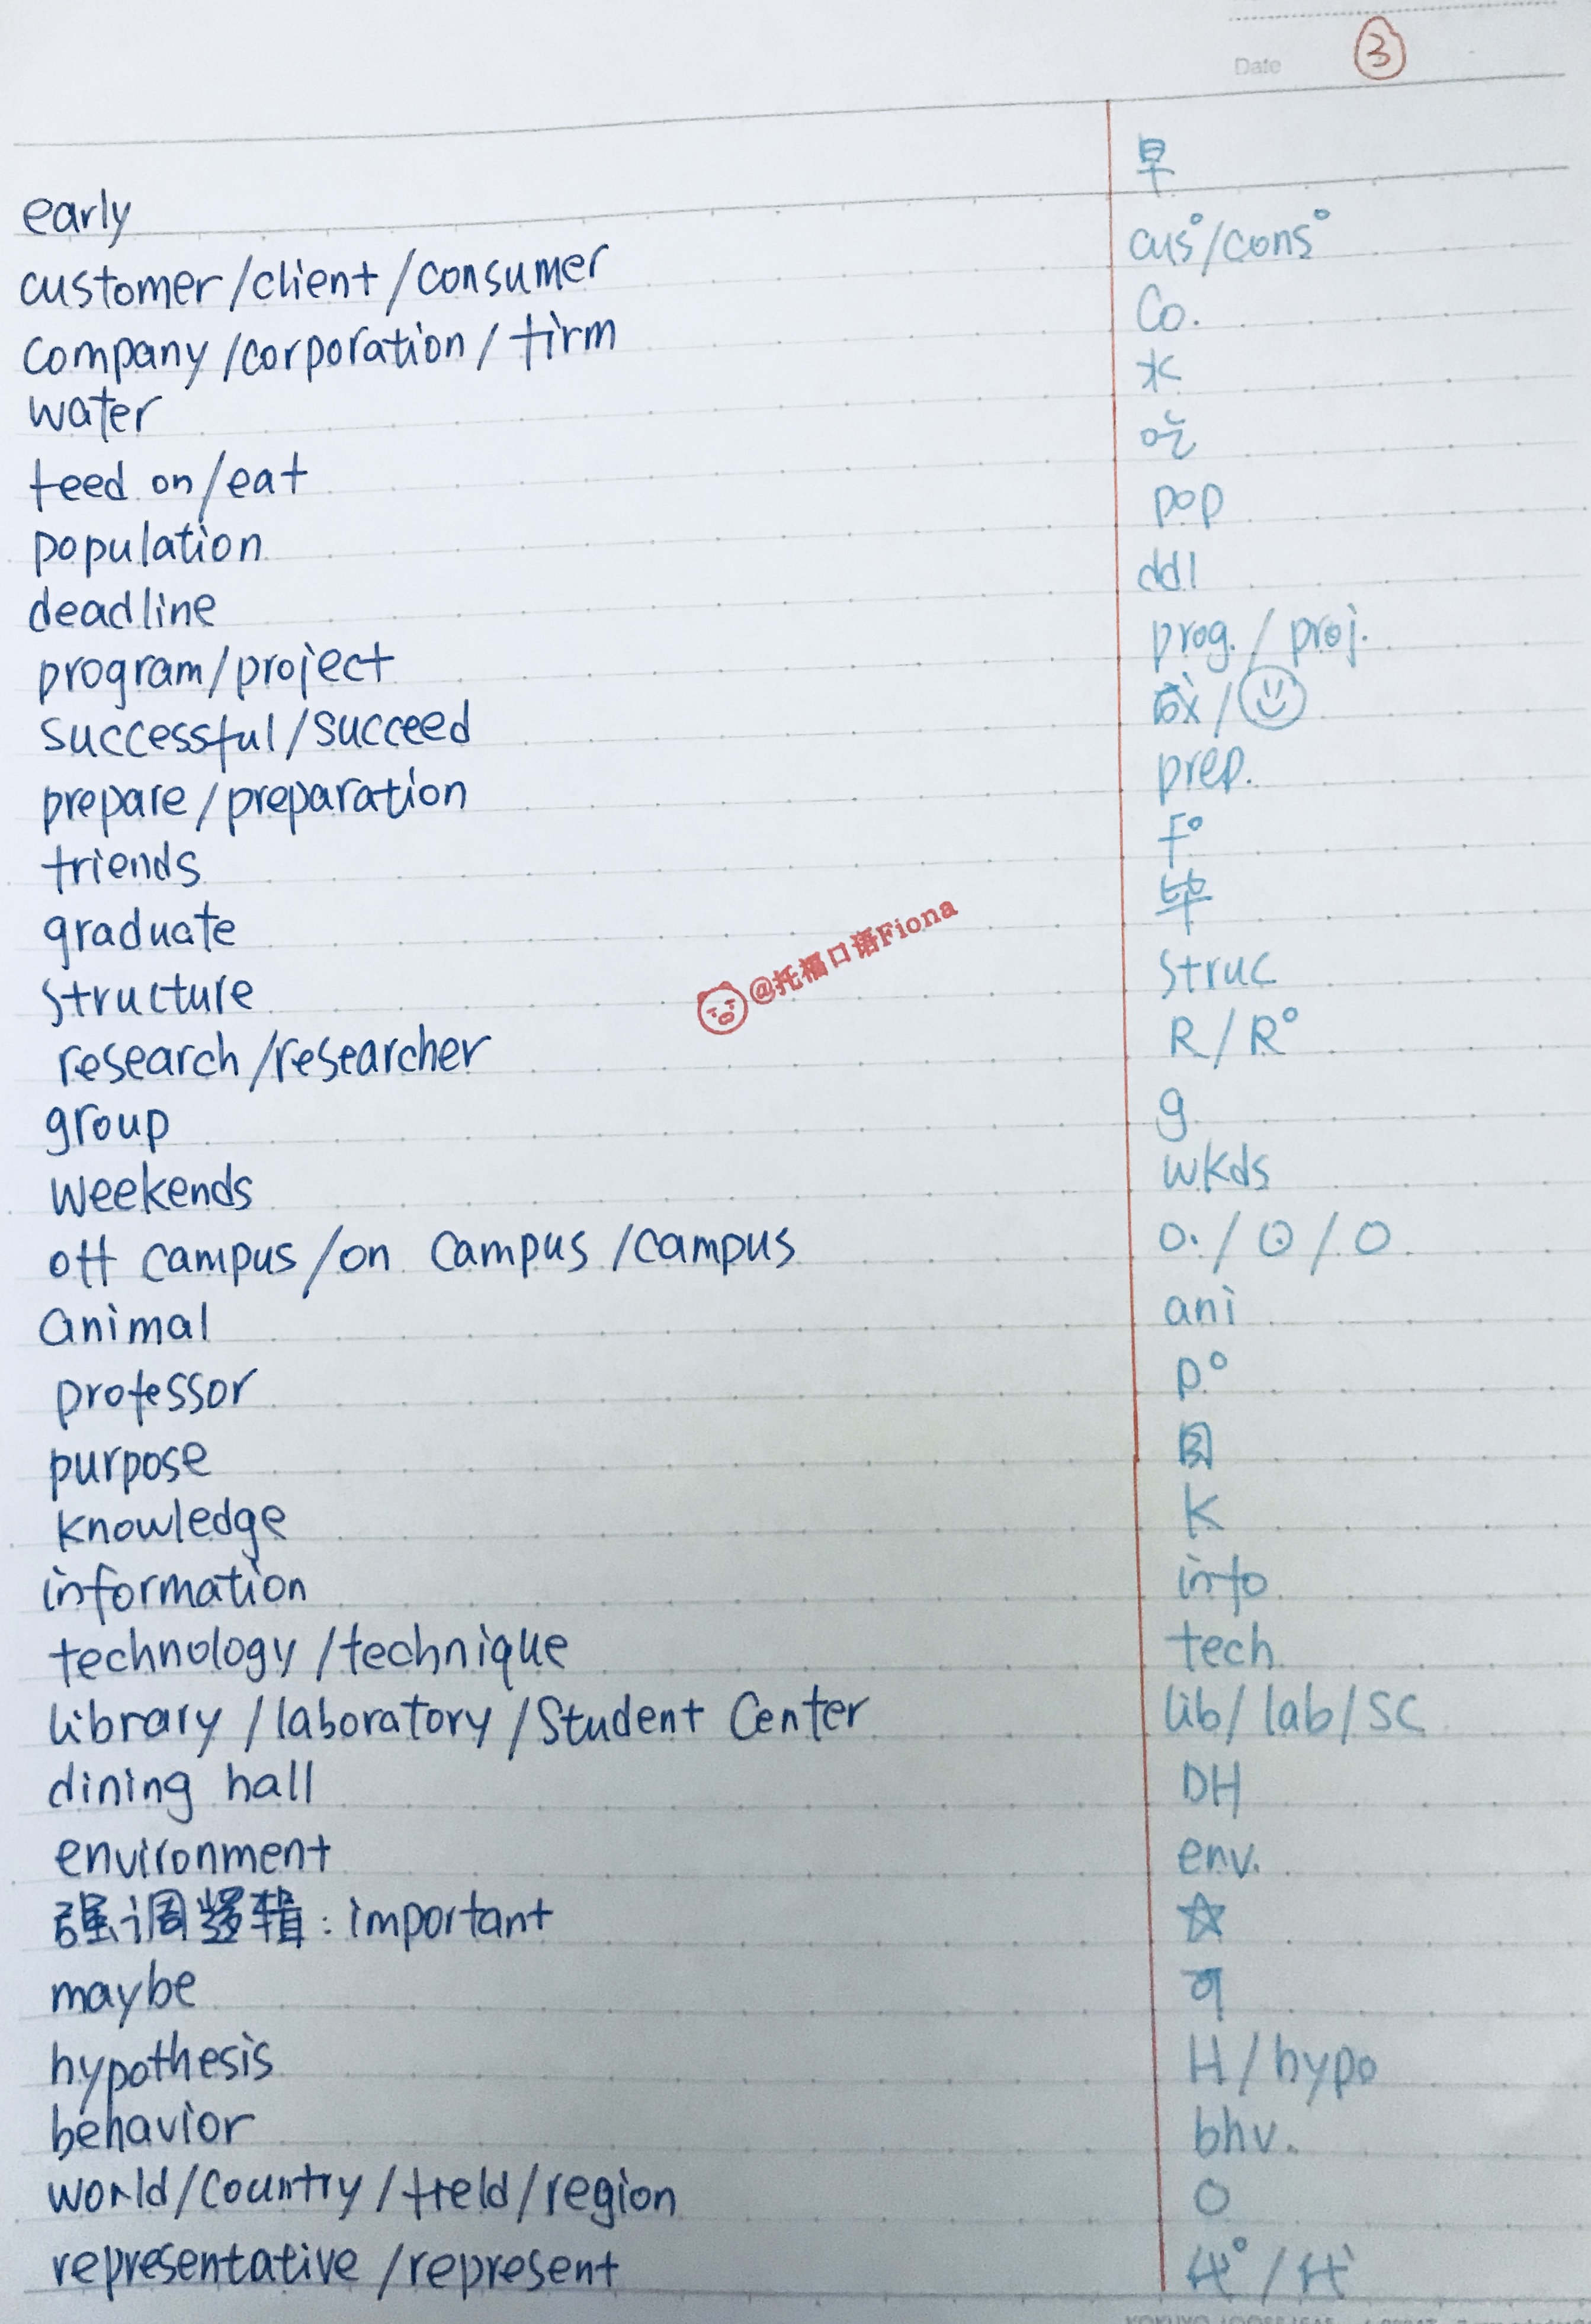 Date ③
early 早
customer/client/consumer cus°/cons°
Company/corporation/firm Co.
water 水
feed on/eat 吃
population pop
deadline ddl
program/project prog./proj.
successful/succeed 成/☺
prepare/preparation prep.
friends f°
graduate 毕
structure struc
research/researcher R/R°
@托福口语Fiona
group g
weekends wkds
off campus/on campus/campus O./⊙/O
animal ani
professor p°
purpose 图
knowledge K
information info
technology/technique tech
library/laboratory/Student Center lib/lab/SC
dining hall DH
environment env.
强调逻辑: important ☆
maybe 可
hypothesis H/hypo
behavior bhv.
world/country/field/region O
representative/represent 代°/代